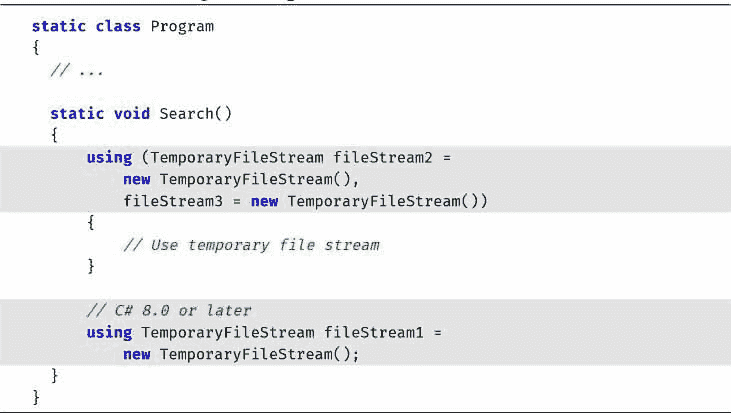 static class Program
{
// ...
static void Search()
{
using (TemporaryFileStream fileStream2 =
new TemporaryFileStream(),
fileStream3 = new TemporaryFileStream())
{
// Use temporary file stream
}
// C# 8.0 or later
using TemporaryFileStream fileStream1 =
new TemporaryFileStream();
}
}